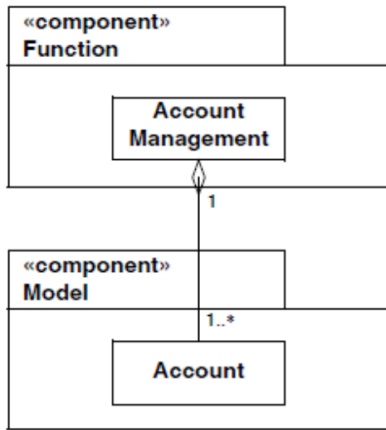 «component»
Function
Account
Management
1
«component»
Model
1..*
Account